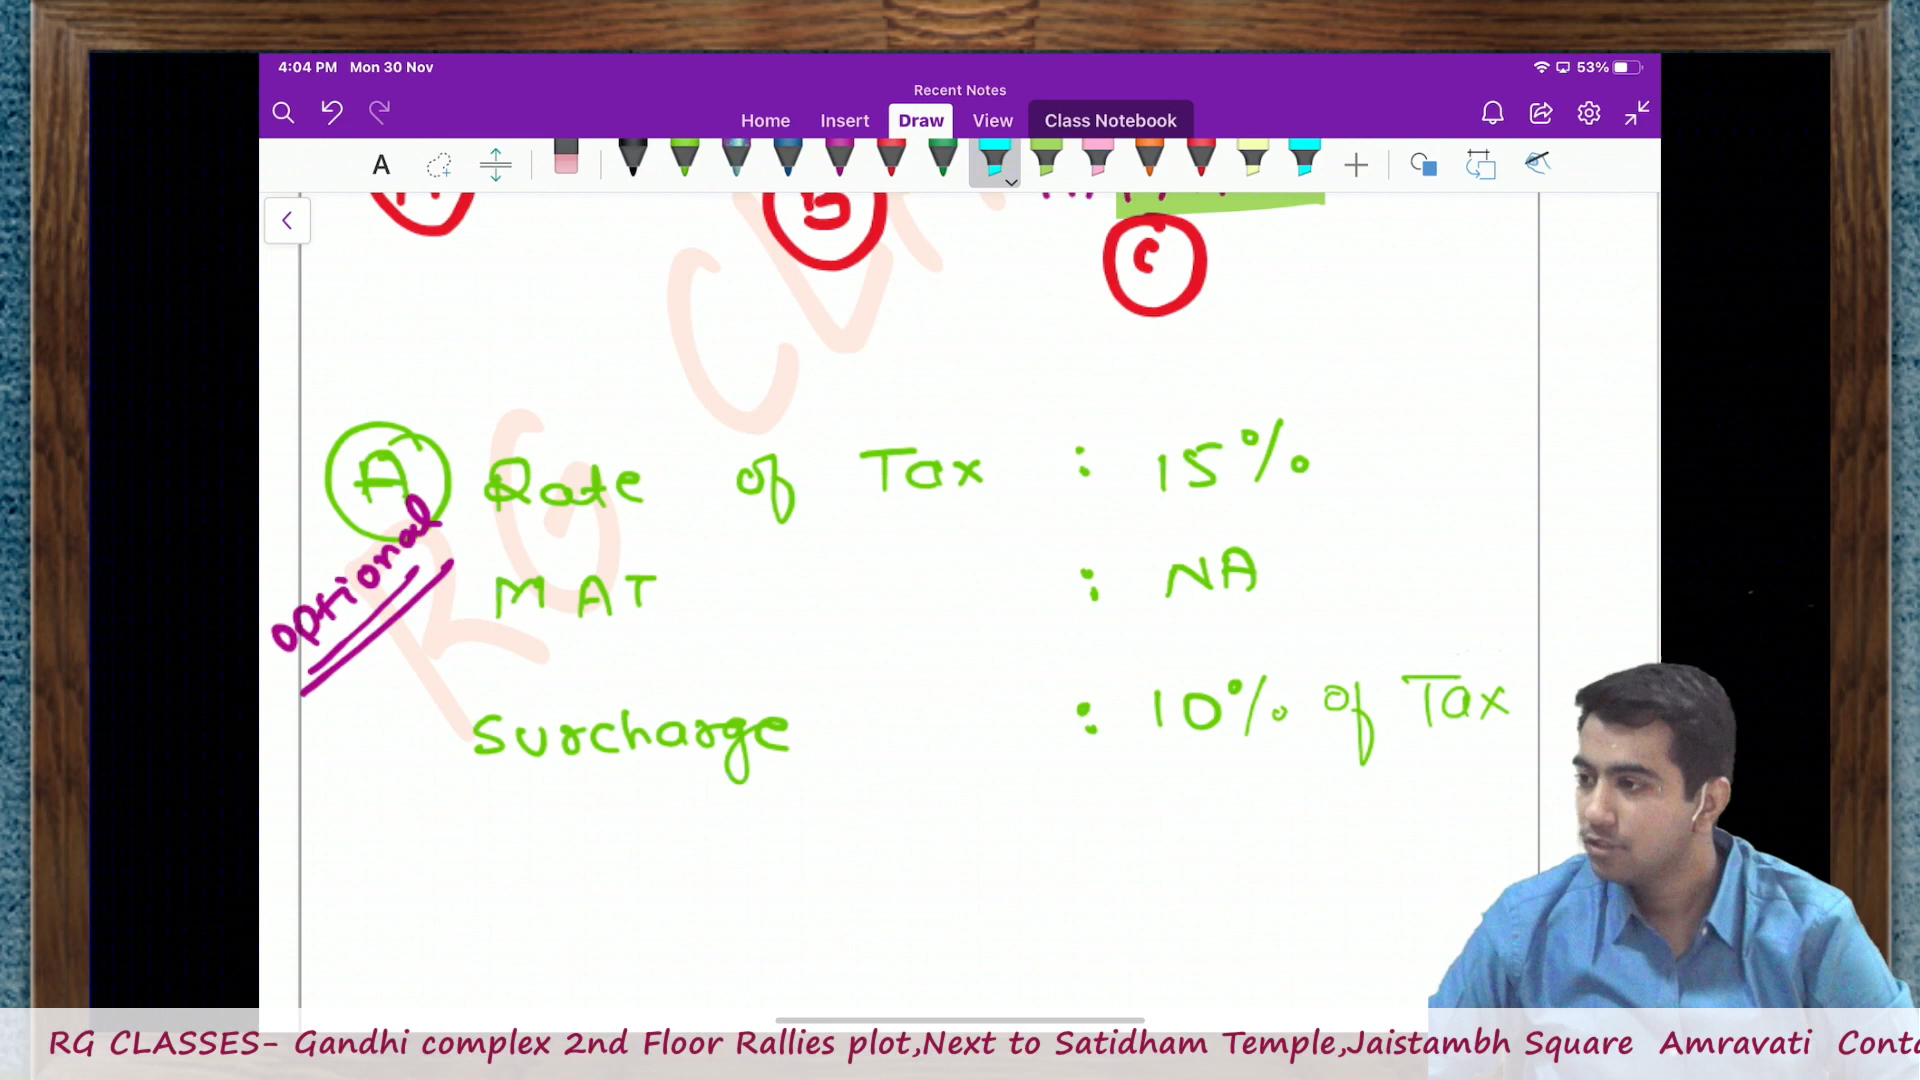 4:04 PM Mon 30 Nov
53%
Recent Notes
Home Insert Draw View Class Notebook
A
B
C
RG
A Rate of Tax : 15%
optional
MAT : NA
Surcharge : 10% of Tax
RG CLASSES- Gandhi complex 2nd Floor Rallies plot,Next to Satidham Temple,Jaistambh Square Amravati